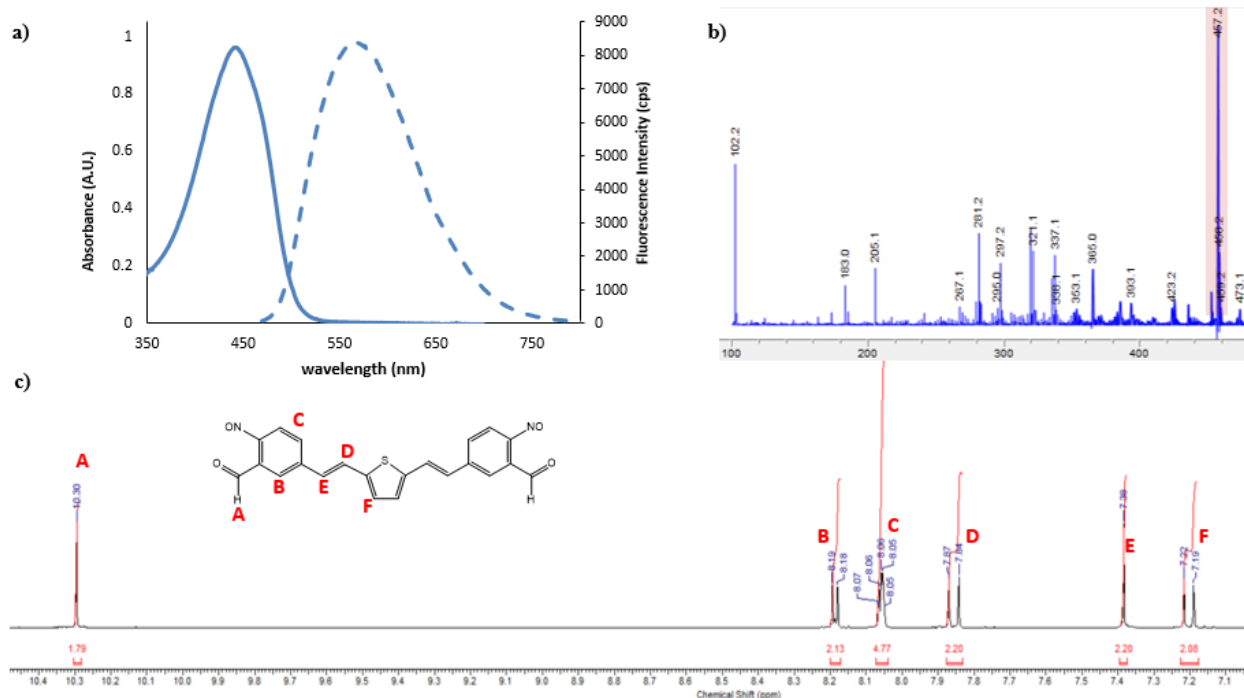 a)
Absorbance (A.U.)
1
0.8
0.6
0.4
0.2
0
350 450 550 650 750
wavelength (nm)
9000
8000
7000
6000
5000
4000
3000
2000
1000
0
Fluorescence Intensity (cps)
b)
102.2
183.0
205.1
267.1
281.2
295.0
297.2
321.1
337.1
338.1
353.1
365.0
393.1
423.2
457.2
473.1
100 200 300 400
c)
ON
C
D
S
NO
O
B
E
F
O
H
A
H
A
10.30
B
8.19
8.18
C
8.07
8.06
8.06
8.05
8.05
D
7.87
7.84
E
7.38
F
7.22
7.19
1.79 2.13 4.77 2.20 2.20 2.08
10.4 10.3 10.2 10.1 10.0 9.9 9.8 9.7 9.6 9.5 9.4 9.3 9.2 9.1 9.0 8.9 8.8 8.7 8.6 8.5 8.4 8.3 8.2 8.1 8.0 7.9 7.8 7.7 7.6 7.5 7.4 7.3 7.2 7.1
Chemical Shift (ppm)